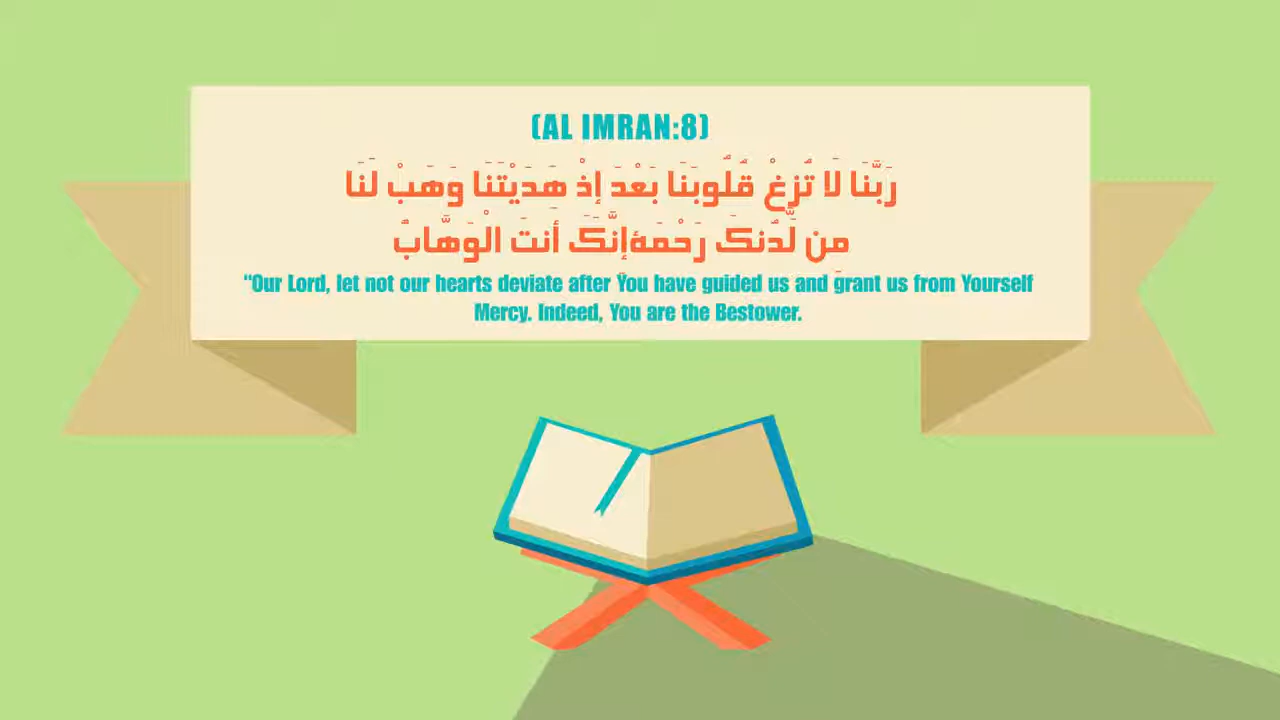 (AL IMRAN:8)
رَبَّنَا لَا تُزِغْ قُلُوبَنَا بَعْدَ إِذْ هَدَيْتَنَا وَهَبْ لَنَا
مِن لَّدُنكَ رَحْمَةإِنَّكَ أَنتَ الْوَهَّابُ
"Our Lord, let not our hearts deviate after You have guided us and grant us from Yourself
Mercy. Indeed, You are the Bestower.